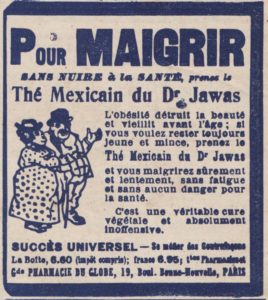 POUR MAIGRIR
SANS NUIRE à la SANTÉ, prenez le
Thé Mexicain du Dr Jawas
L'obésité détruit la beauté
et vieillit avant l'âge ; si
vous voulez rester toujours
jeune et mince, prenez le
Thé Mexicain du Dr Jawas
et vous maigrirez sûrement
et lentement, sans fatigue
et sans aucun danger pour
la santé.
C'est une véritable cure
végétale et absolument
inoffensive.
SUCCÈS UNIVERSEL — Se méfier des Contrefaçons
La Boîte, 6.60 (impôt compris); franco 6.95; ttes Pharmacies et
Gde PHARMACIE DU GLOBE, 19, Boul. Bonne-Nouvelle, PARIS